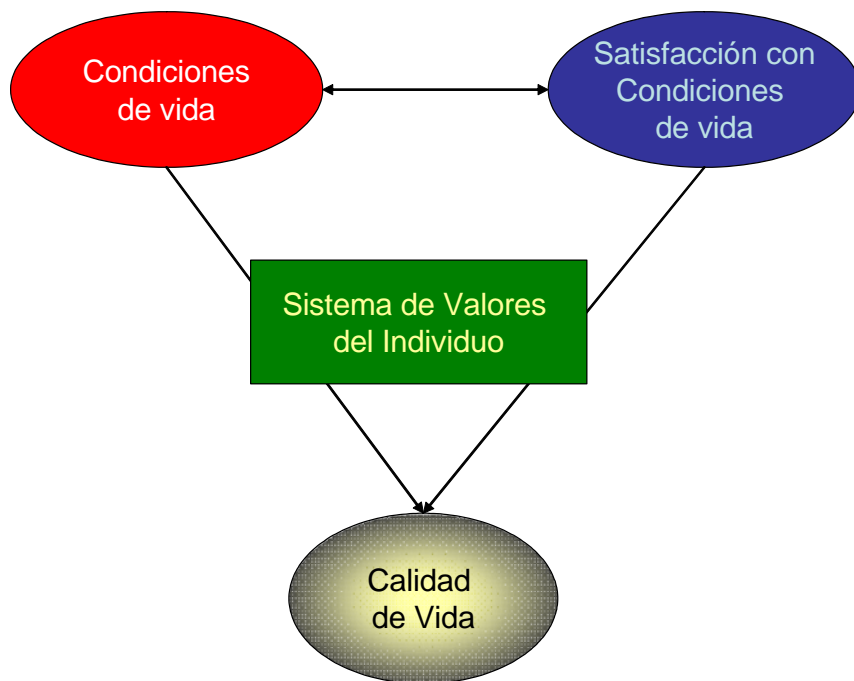 Condiciones
de vida
Satisfacción con
Condiciones
de vida
Sistema de Valores
del Individuo
Calidad
de Vida